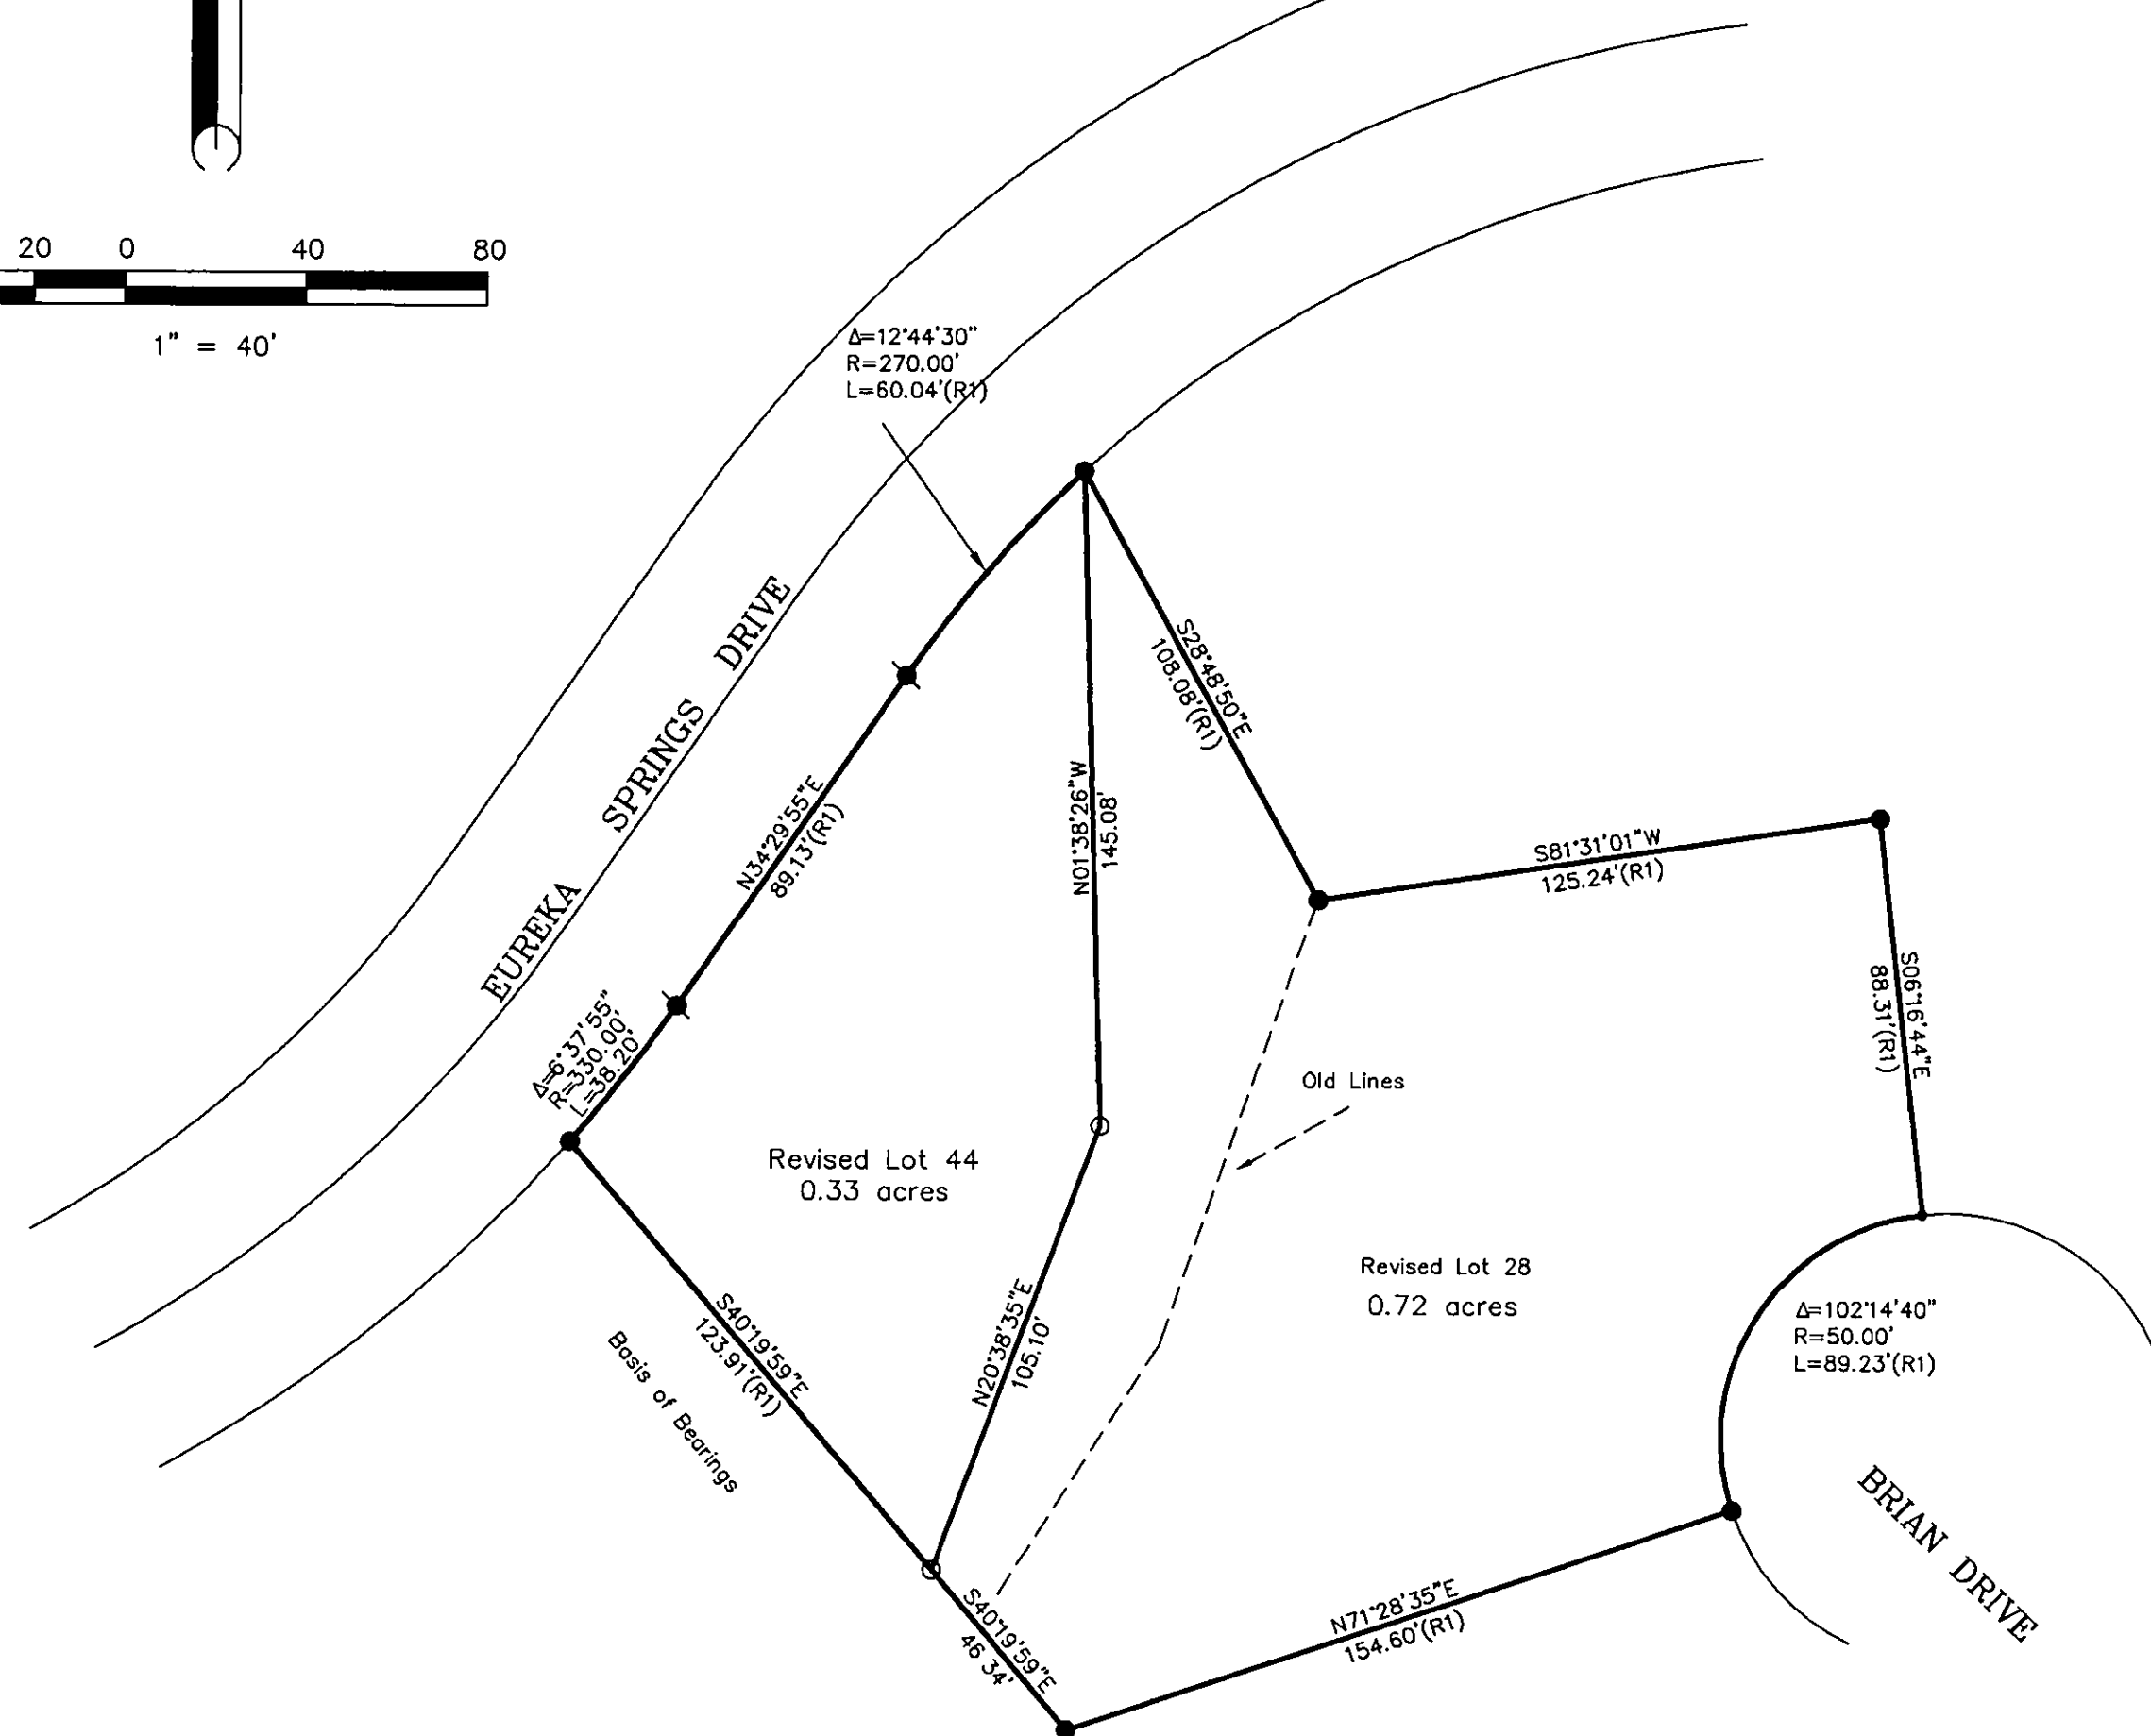 20 0 40 80
1" = 40'
Δ=12°44'30"
R=270.00'
L=60.04'(R1)
EUREKA SPRINGS DRIVE
N34°29'55"E
89.13'(R1)
N01°38'26"W
145.08'
S28°48'50"E
108.08'(R1)
S81°31'01"W
125.24'(R1)
S06°16'44"E
88.31'(R1)
Δ=6°37'55"
R=330.00'
L=38.20'
Old Lines
Revised Lot 44
0.33 acres
Revised Lot 28
0.72 acres
Δ=102°14'40"
R=50.00'
L=89.23'(R1)
S40°19'59"E
123.91'(R1)
Basis of Bearings
N20°38'35"E
105.10'
BRIAN DRIVE
S40°19'59"E
46 34'
N71°28'35"E
154.60'(R1)